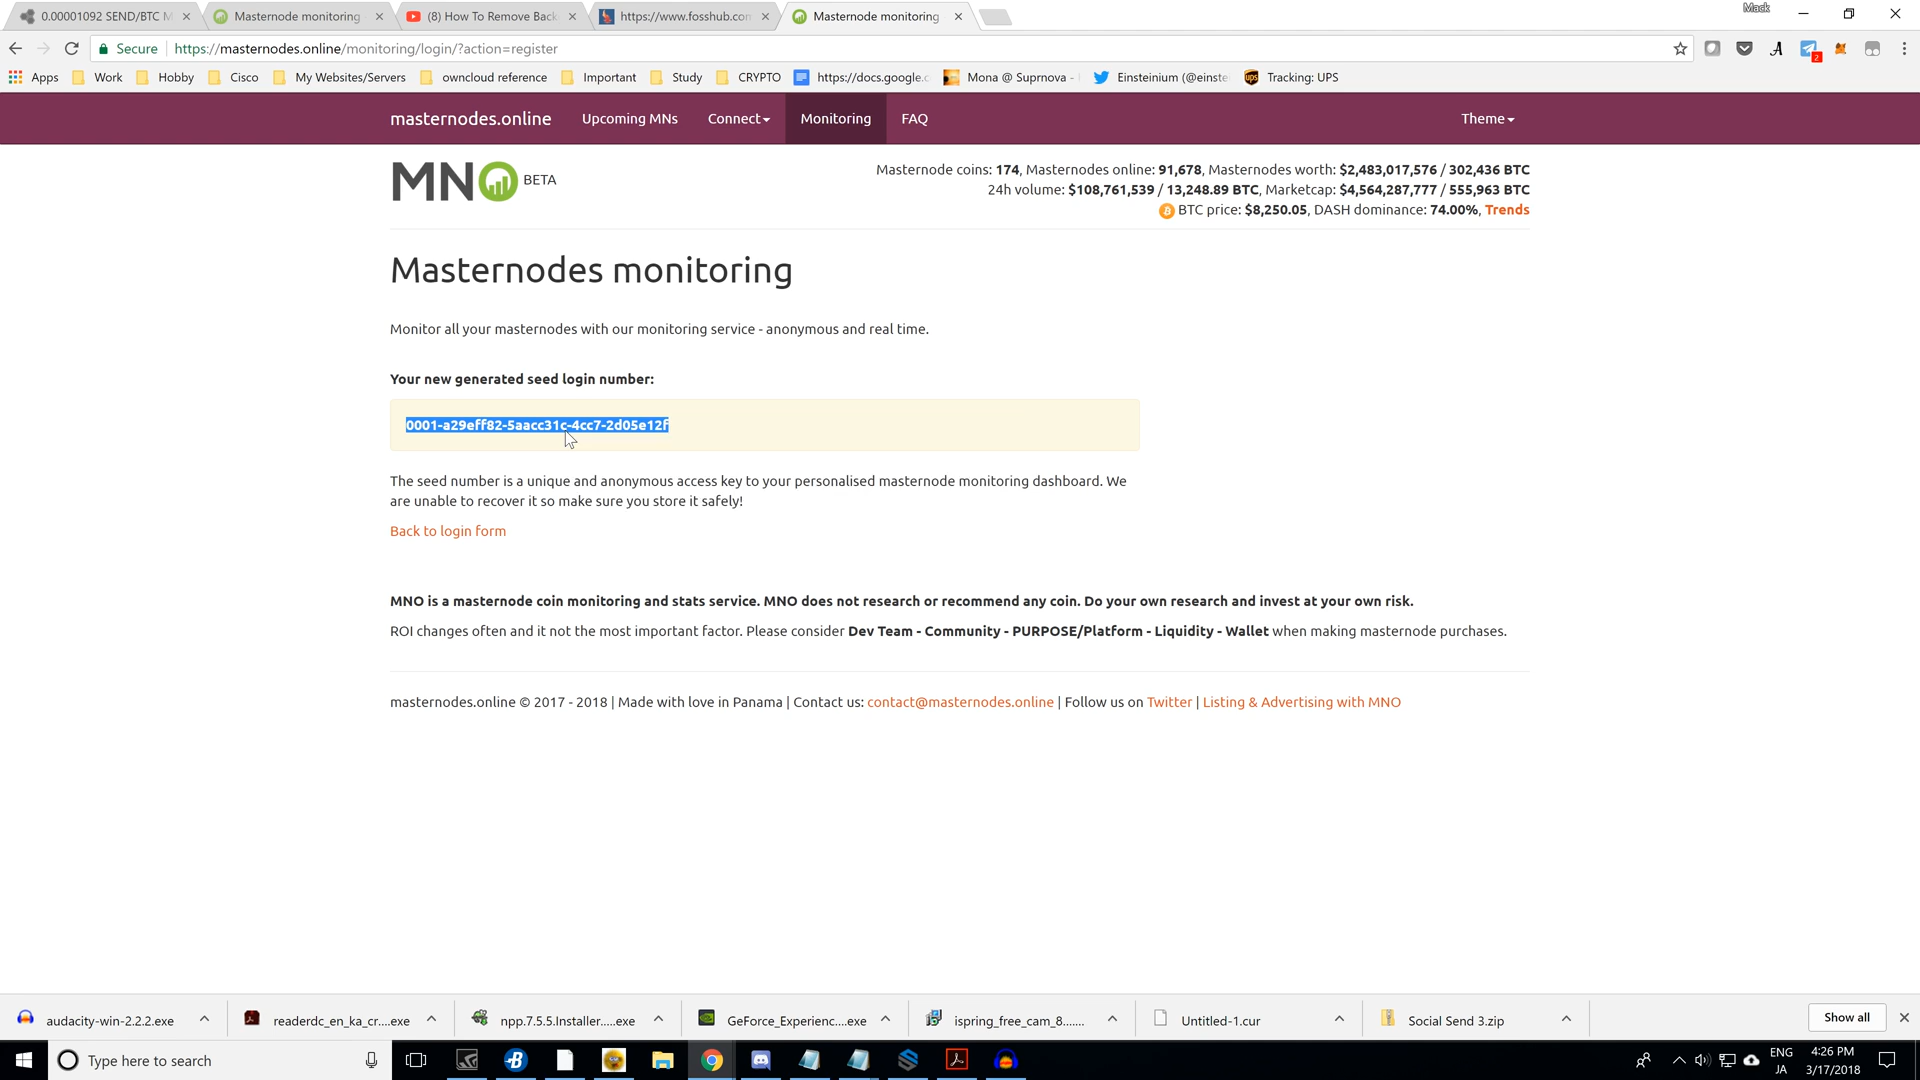 0.00001092 SEND/BTC M
Masternode monitoring
(8) How To Remove Back
https://www.fosshub.con
Masternode monitoring
Mack
Secure
https://masternodes.online/monitoring/login/?action=register
2
Apps
Work
Hobby
Cisco
My Websites/Servers
owncloud reference
Important
Study
CRYPTO
https://docs.google.c
Mona @ Suprnova -
Einsteinium (@einste
Tracking: UPS
masternodes.online
Upcoming MNs
Connect
Monitoring
FAQ
Theme
MNO BETA
Masternode coins: 174, Masternodes online: 91,678, Masternodes worth: $2,483,017,576 / 302,436 BTC
24h volume: $108,761,539 / 13,248.89 BTC, Marketcap: $4,564,287,777 / 555,963 BTC
BTC price: $8,250.05, DASH dominance: 74.00%, Trends
Masternodes monitoring
Monitor all your masternodes with our monitoring service - anonymous and real time.
Your new generated seed login number:
0001-a29eff82-5aacc31c-4cc7-2d05e12f
The seed number is a unique and anonymous access key to your personalised masternode monitoring dashboard. We
are unable to recover it so make sure you store it safely!
Back to login form
MNO is a masternode coin monitoring and stats service. MNO does not research or recommend any coin. Do your own research and invest at your own risk.
ROI changes often and it not the most important factor. Please consider Dev Team - Community - PURPOSE/Platform - Liquidity - Wallet when making masternode purchases.
masternodes.online © 2017 - 2018 | Made with love in Panama | Contact us: contact@masternodes.online | Follow us on Twitter | Listing & Advertising with MNO
audacity-win-2.2.2.exe
readerdc_en_ka_cr....exe
npp.7.5.5.Installer.....exe
GeForce_Experienc....exe
ispring_free_cam_8.......
Untitled-1.cur
Social Send 3.zip
Show all
Type here to search
ENG
JA
4:26 PM
3/17/2018